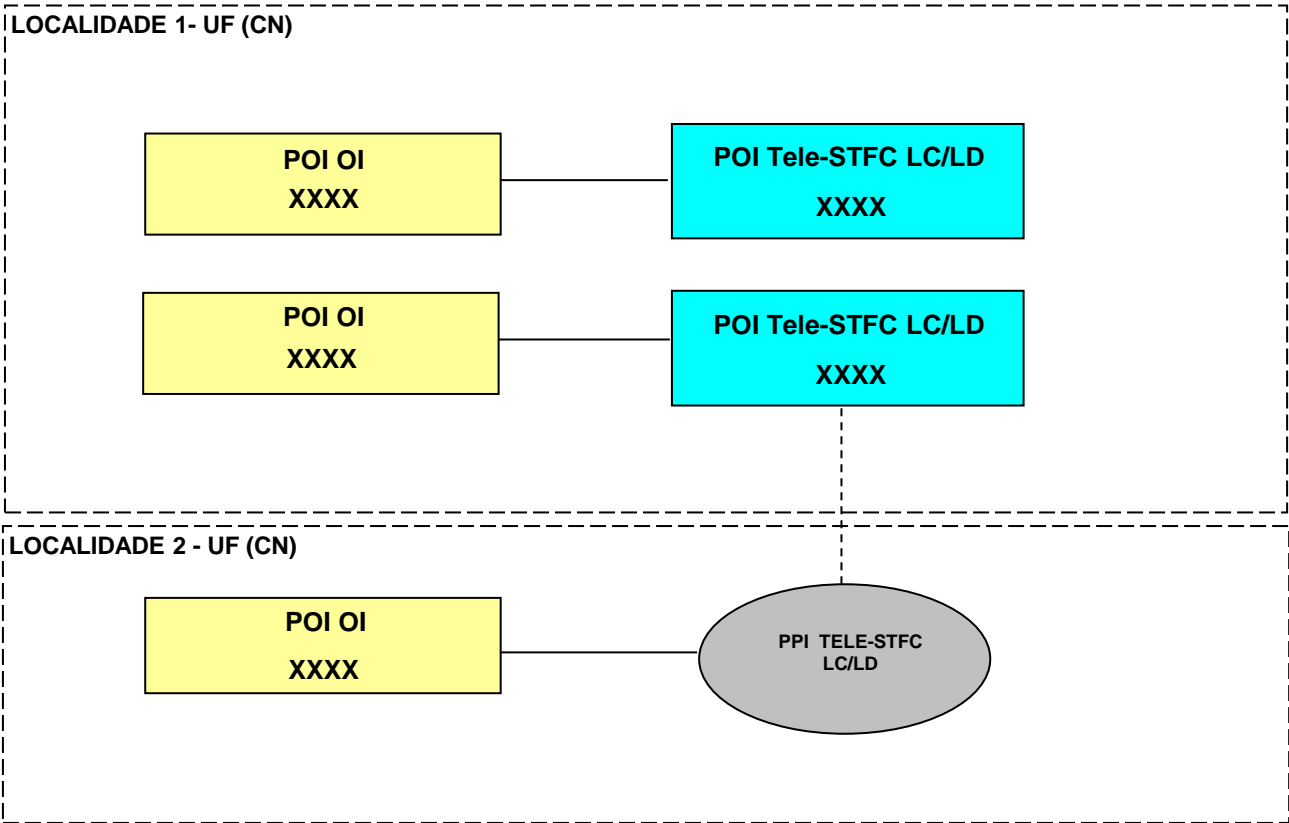 LOCALIDADE 1- UF (CN)
POI OI
XXXX
POI Tele-STFC LC/LD
XXXX
POI OI
XXXX
POI Tele-STFC LC/LD
XXXX
LOCALIDADE 2 - UF (CN)
POI OI
XXXX
PPI TELE-STFC
LC/LD